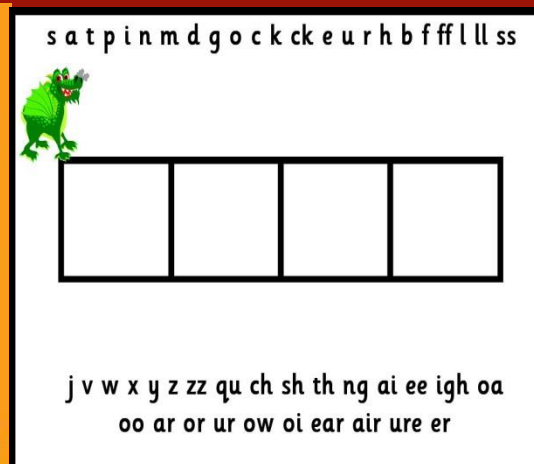 s a t p i n m d g o c k ck e u r h b f ff l ll ss
j v w x y z zz qu ch sh th ng ai ee igh oa
oo ar or ur ow oi ear air ure er